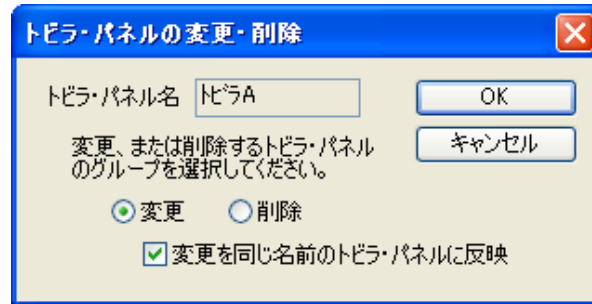 トビラ・パネルの変更・削除
トビラ・パネル名 ﾄﾋﾞﾗA OK
変更、または削除するトビラ・パネル キャンセル
のグループを選択してください。
変更 削除
変更を同じ名前のトビラ・パネルに反映